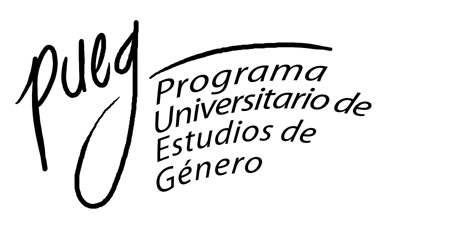 pueg
Programa
Universitario de
Estudios de
Género